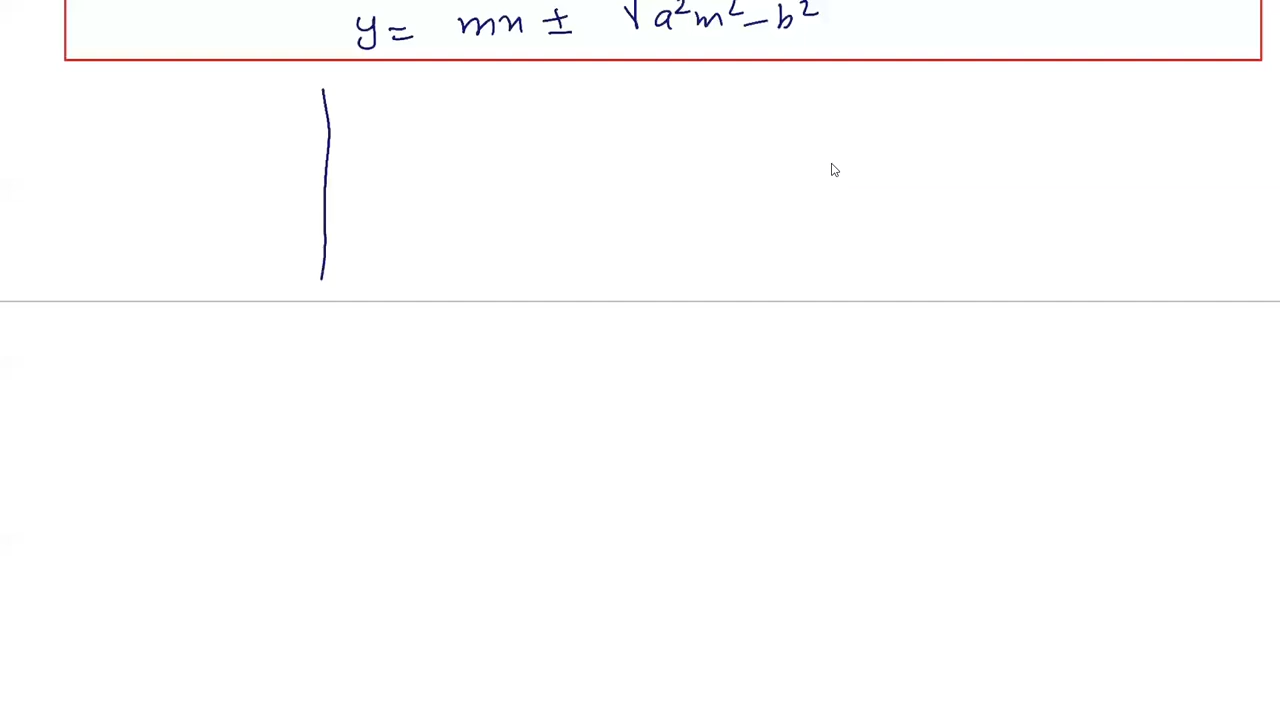 y = mx ± √a²m² − b²